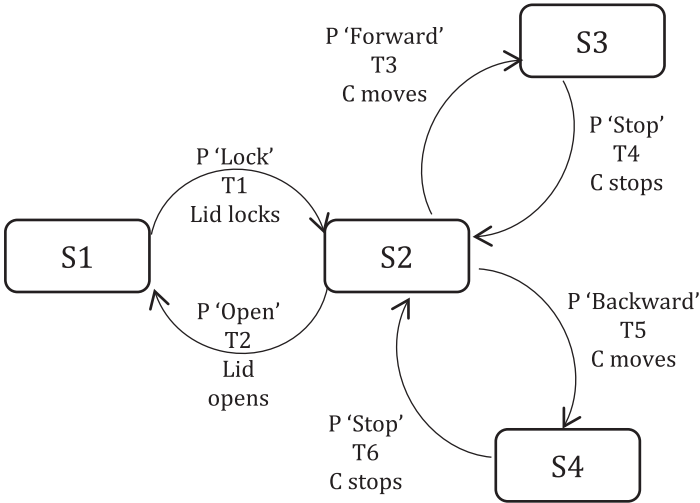 P ‘Forward’
T3
C moves
S3
P ‘Stop’
T4
C stops
P ‘Lock’
T1
Lid locks
S1
S2
P ‘Open’
T2
Lid
opens
P ‘Backward’
T5
C moves
P ‘Stop’
T6
C stops
S4